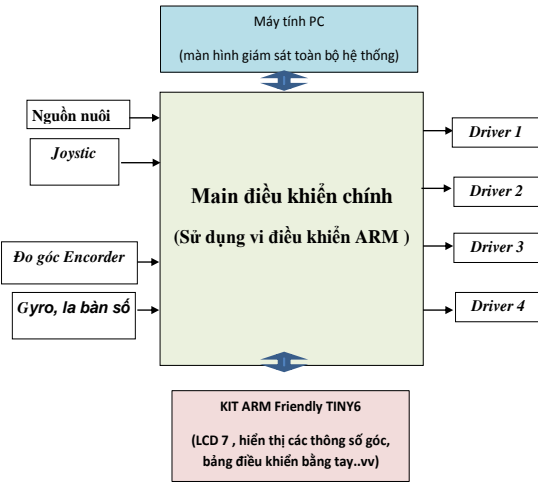 Máy tính PC
(màn hình giám sát toàn bộ hệ thống)
Nguồn nuôi
Joystic
Đo góc Encorder
Gyro, la bàn số
Main điều khiển chính
(Sử dụng vi điều khiển ARM )
Driver 1
Driver 2
Driver 3
Driver 4
KIT ARM Friendly TINY6
(LCD 7 , hiển thị các thông số góc,
bảng điều khiển bằng tay..vv)